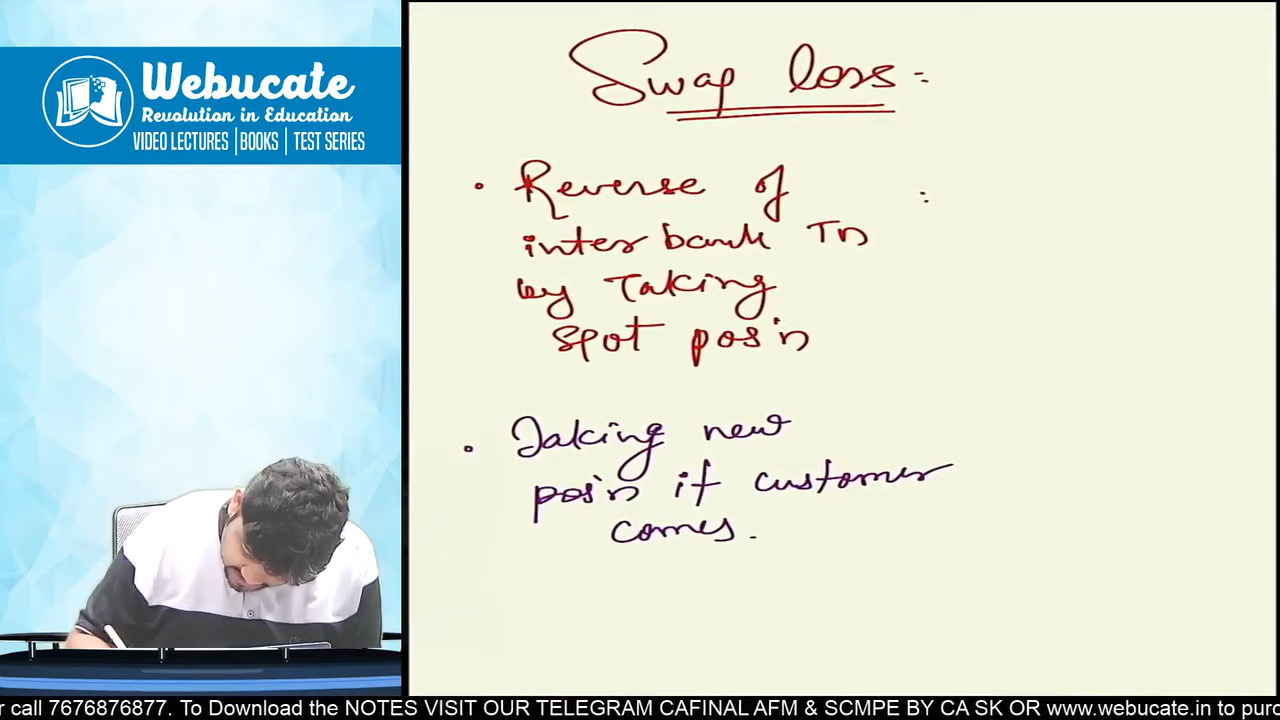 Webucate
Revolution in Education
VIDEO LECTURES | BOOKS | TEST SERIES
Swap loss :-
• Reverse of :
inter bank Tn
by Taking
spot pos'n
• Taking new
pos'n if customer
comes.
r call 7676876877. To Download the NOTES VISIT OUR TELEGRAM CAFINAL AFM & SCMPE BY CA SK OR www.webucate.in to purc